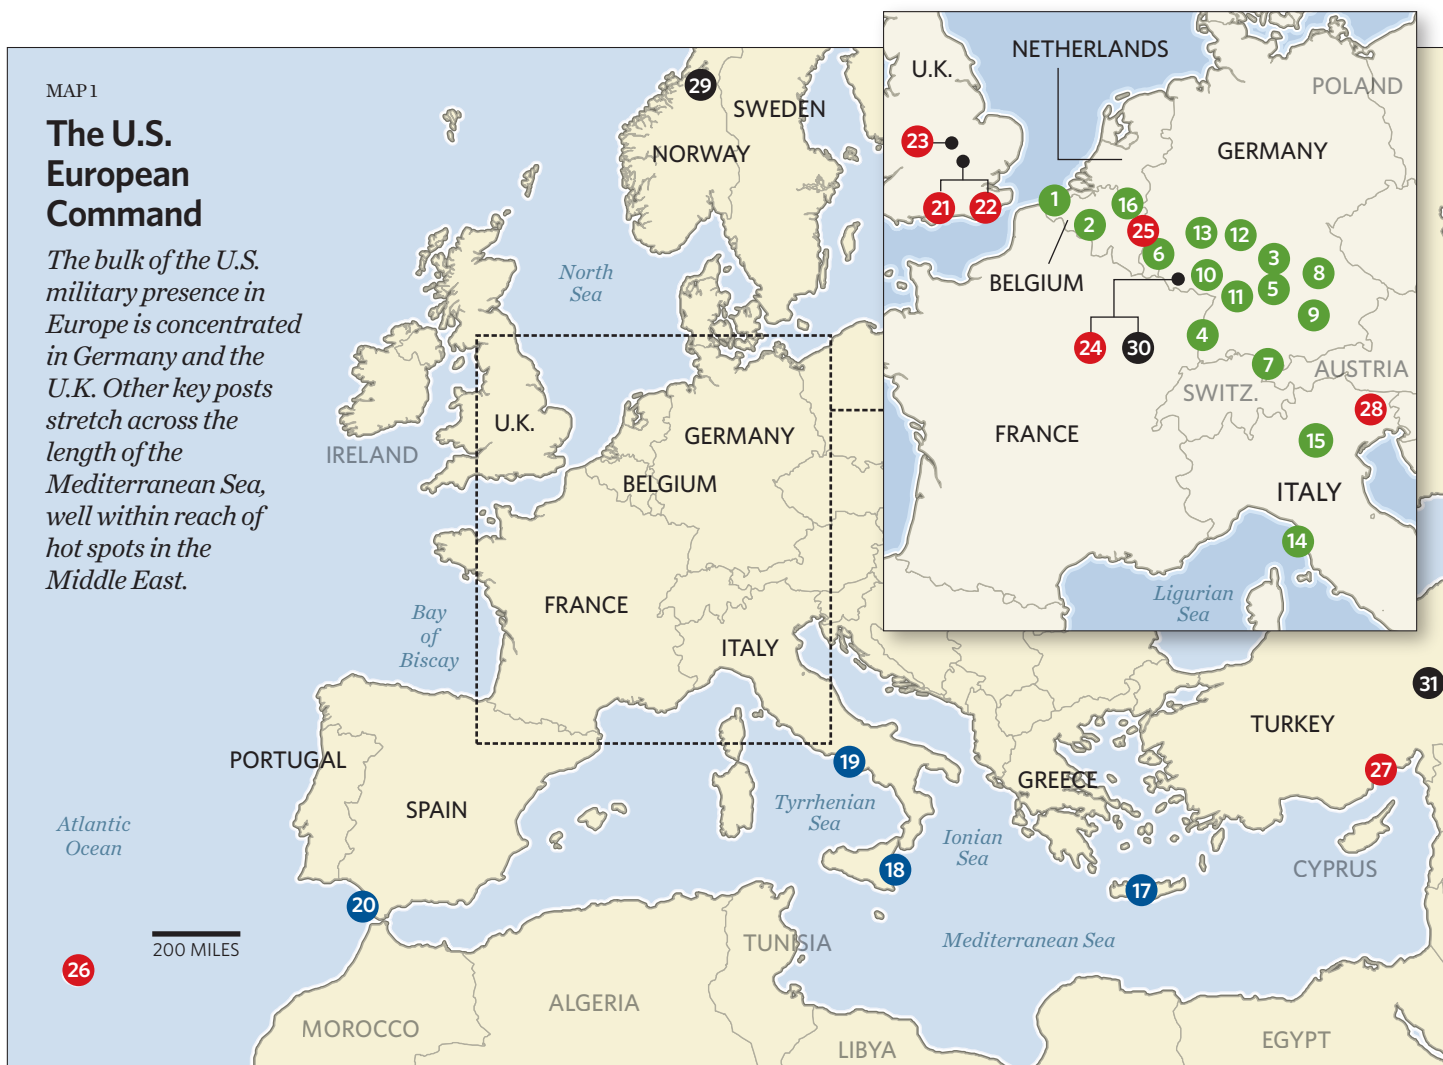 MAP 1
The U.S.
European
Command
The bulk of the U.S.
military presence in
Europe is concentrated
in Germany and the
U.K. Other key posts
stretch across the
length of the
Mediterranean Sea,
well within reach of
hot spots in the
Middle East.
29
SWEDEN
NORWAY
North
Sea
IRELAND
U.K.
GERMANY
BELGIUM
FRANCE
Bay
of
Biscay
ITALY
PORTUGAL
SPAIN
Atlantic
Ocean
19
Tyrrhenian
Sea
18
Ionian
Sea
GREECE
TURKEY
31
27
CYPRUS
17
20
200 MILES
26
Mediterranean Sea
TUNISIA
ALGERIA
MOROCCO
LIBYA
EGYPT
NETHERLANDS
U.K.
POLAND
23
GERMANY
21
22
1
16
2
25
13
12
6
3
BELGIUM
10
8
5
11
9
4
24
30
7
AUSTRIA
SWITZ.
28
FRANCE
15
ITALY
14
Ligurian
Sea